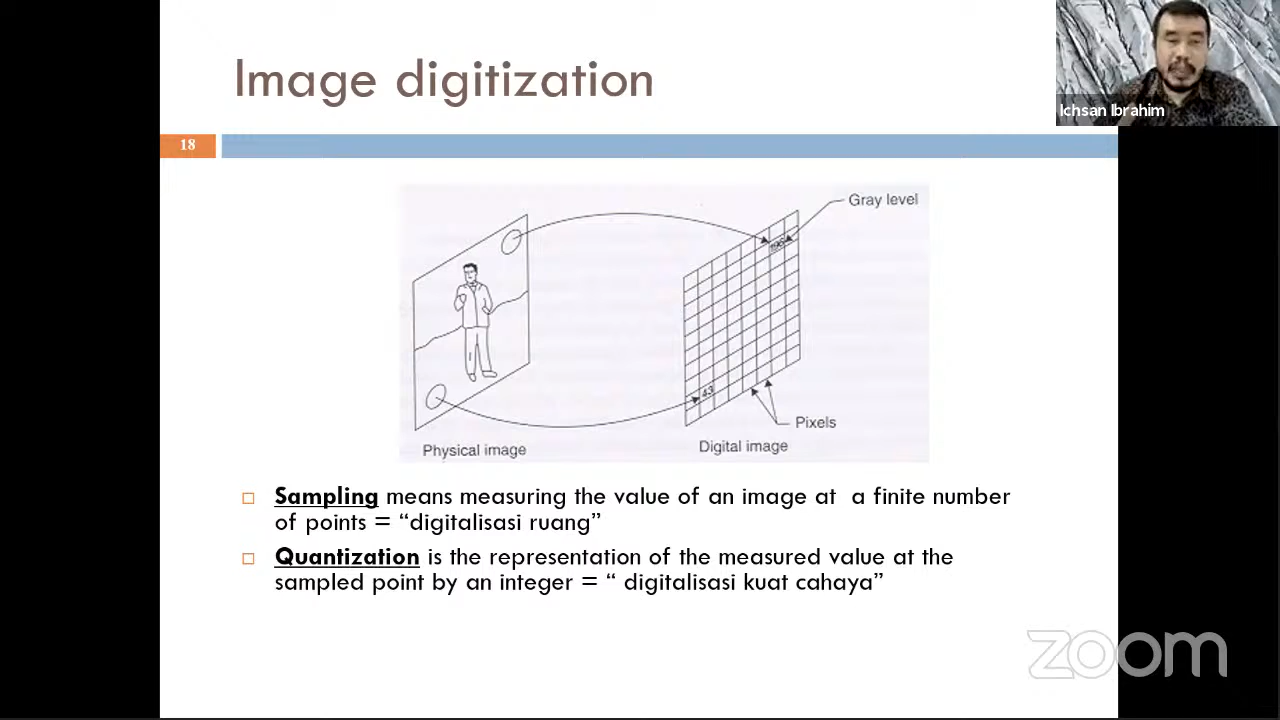 Image digitization
Ichsan Ibrahim
18
Gray level
196
43
Pixels
Physical image
Digital image
Sampling means measuring the value of an image at a finite number
of points = “digitalisasi ruang”
Quantization is the representation of the measured value at the
sampled point by an integer = “ digitalisasi kuat cahaya”
zoom